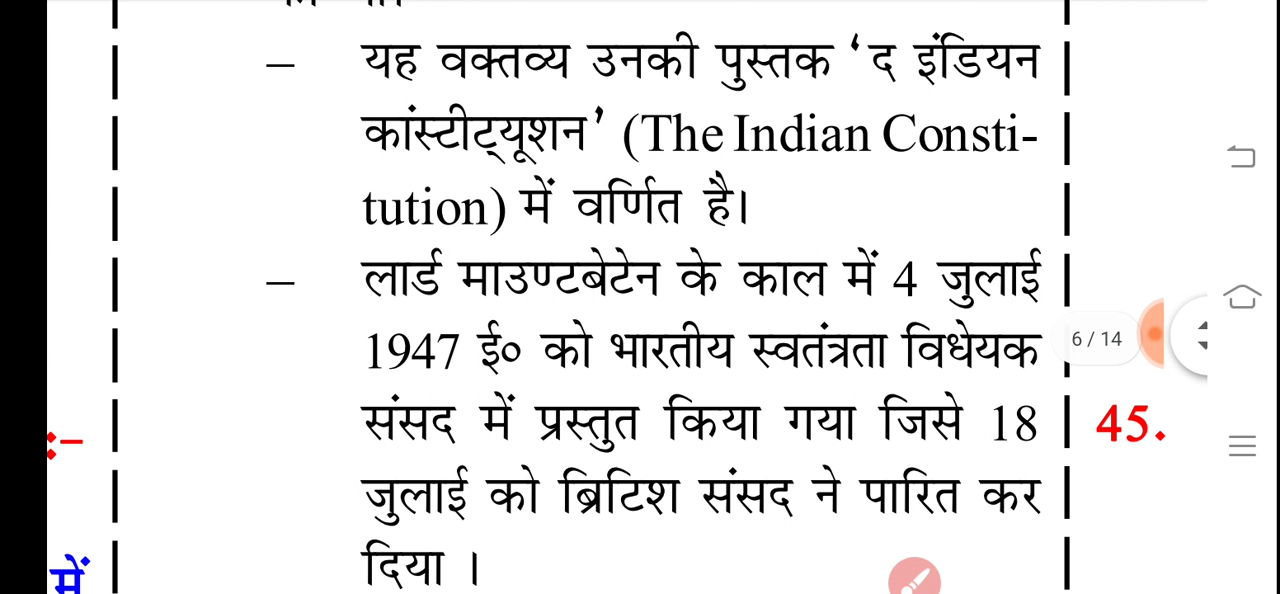 – यह वक्तव्य उनकी पुस्तक ‘द इंडियन
कांस्टीट्यूशन’ (The Indian Consti-
tution) में वर्णित है।
– लार्ड माउण्टबेटेन के काल में 4 जुलाई
1947 ई० को भारतीय स्वतंत्रता विधेयक
संसद में प्रस्तुत किया गया जिसे 18
जुलाई को ब्रिटिश संसद ने पारित कर
दिया ।
:–
में
6 / 14
45.